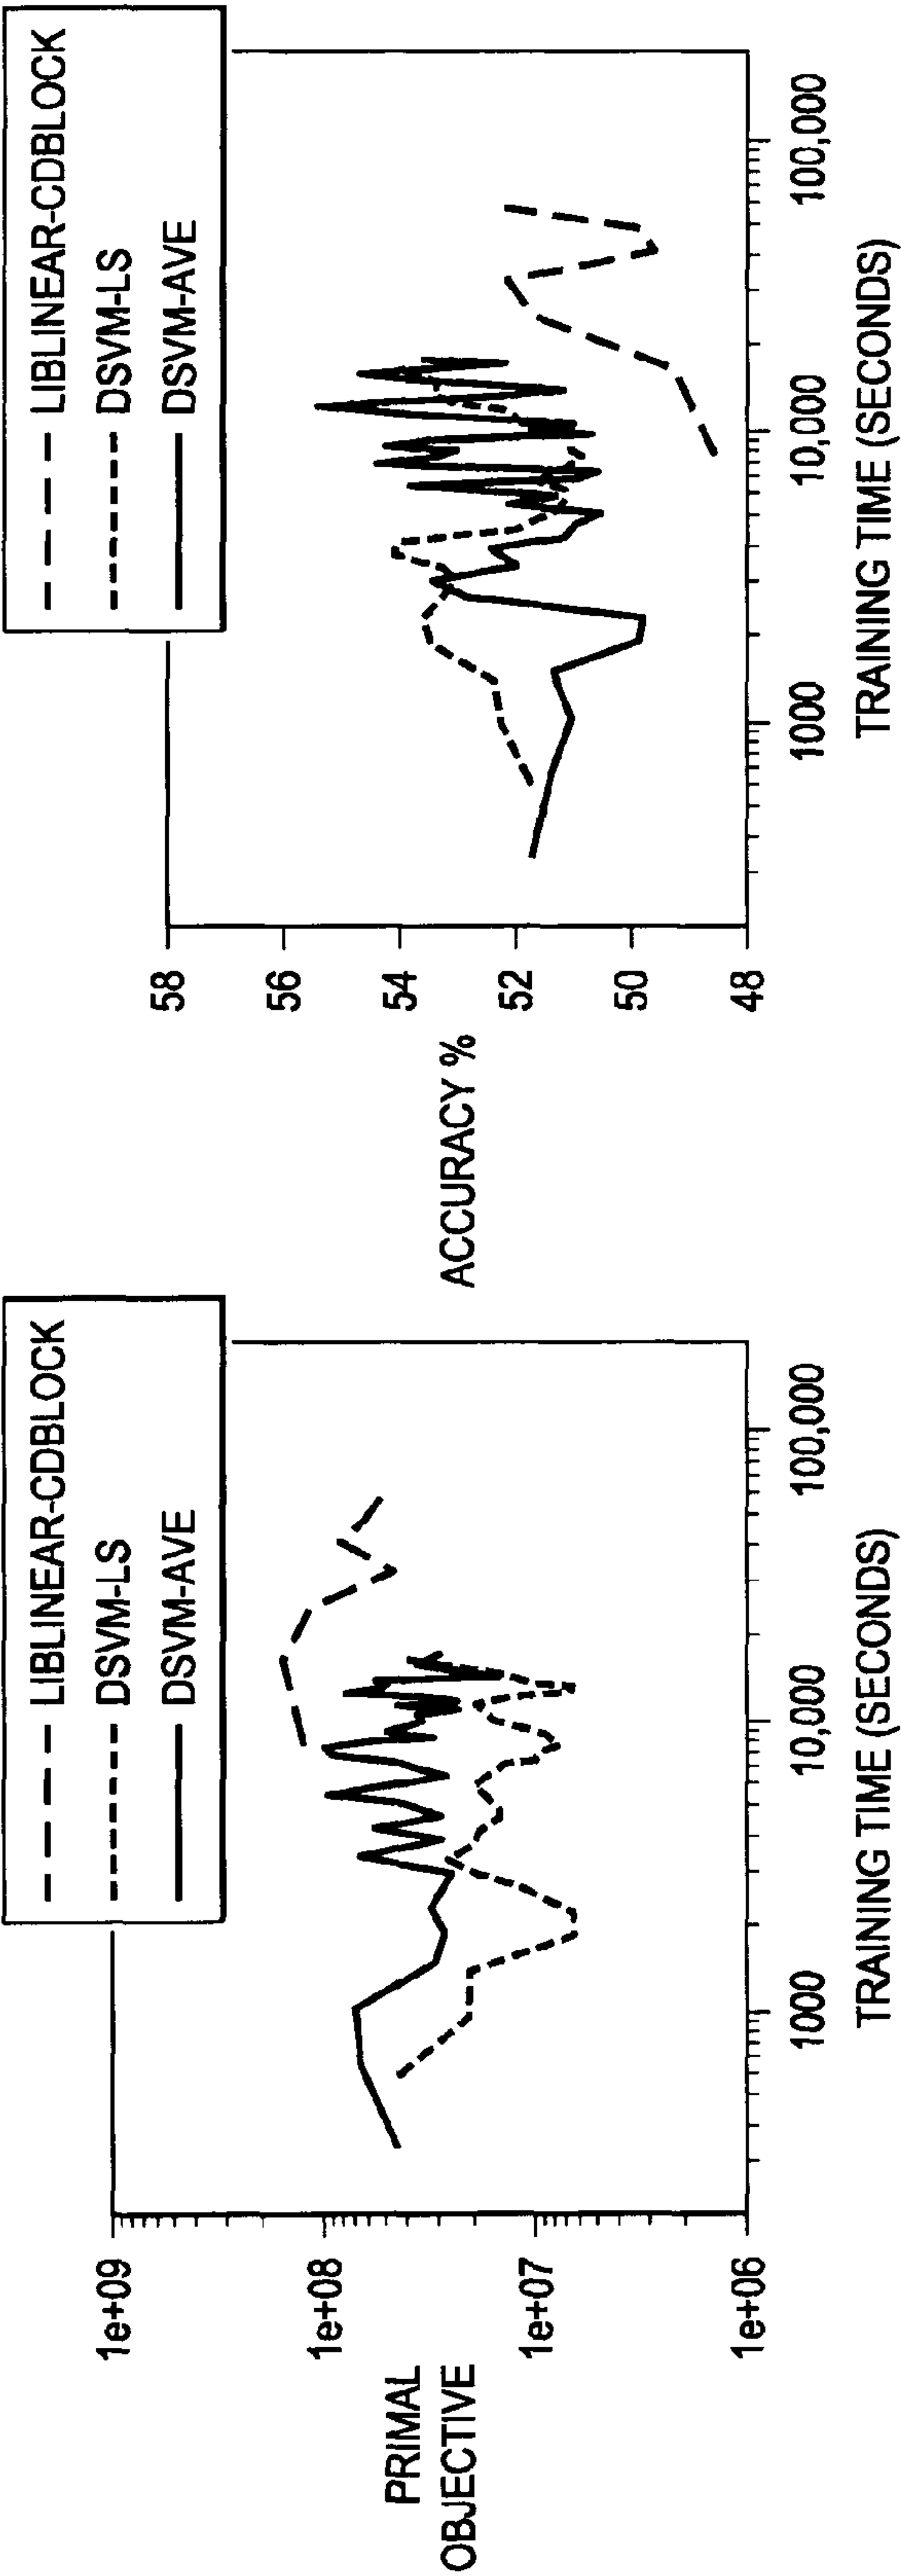 LIBLINEAR-CDBLOCK
DSVM-LS
DSVM-AVE
1e+09
1e+08
1e+07
1e+06
PRIMAL
OBJECTIVE
1000
10,000
100,000
TRAINING TIME (SECONDS)
LIBLINEAR-CDBLOCK
DSVM-LS
DSVM-AVE
58
56
54
52
50
48
ACCURACY %
1000
10,000
100,000
TRAINING TIME (SECONDS)